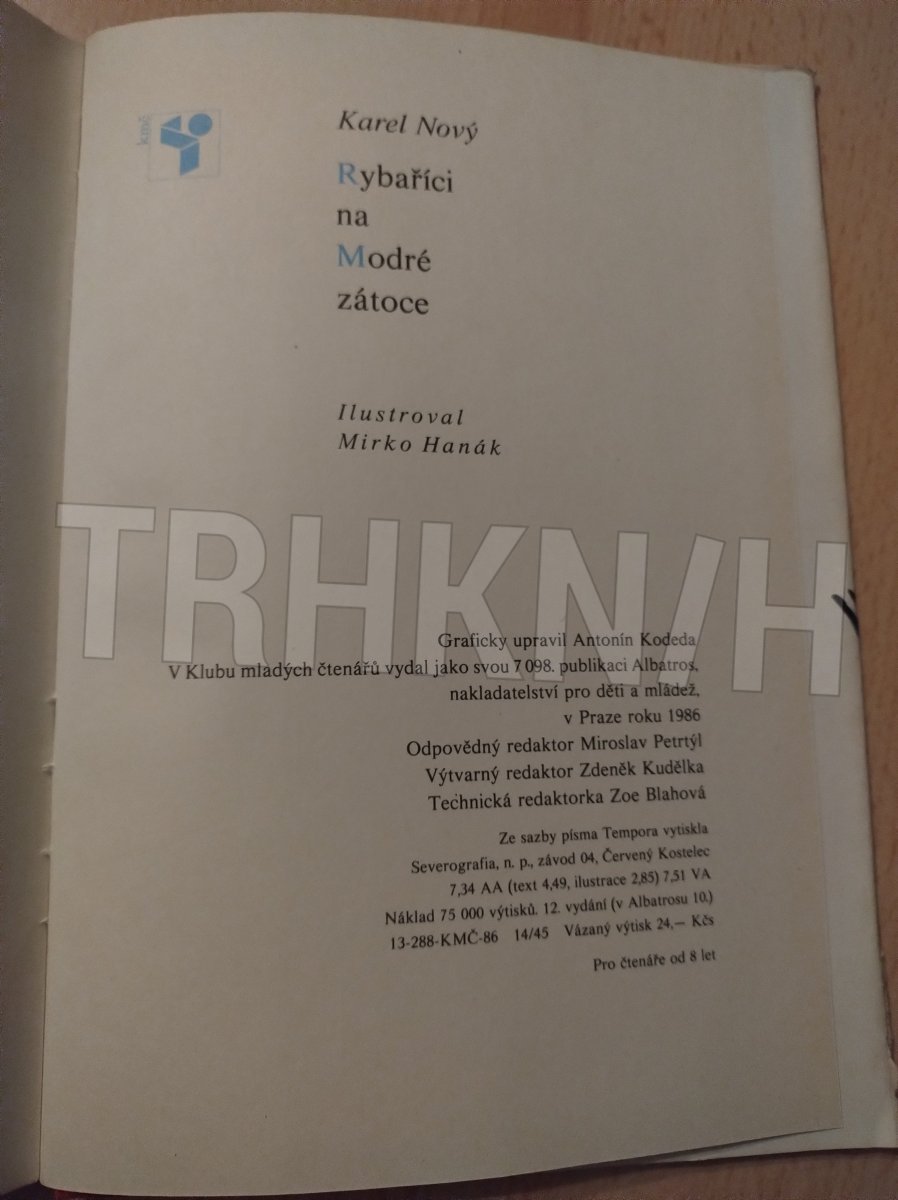 kmč
Karel Nový
Rybaříci
na
Modré
zátoce
Ilustroval
Mirko Hanák
TRHKN/H
Graficky upravil Antonín Kodeda
V Klubu mladých čtenářů vydal jako svou 7 098. publikaci Albatros,
nakladatelství pro děti a mládež,
v Praze roku 1986
Odpovědný redaktor Miroslav Petrtýl
Výtvarný redaktor Zdeněk Kudělka
Technická redaktorka Zoe Blahová
Ze sazby písma Tempora vytiskla
Severografia, n. p., závod 04, Červený Kostelec
7,34 AA (text 4,49, ilustrace 2,85) 7,51 VA
Náklad 75 000 výtisků. 12. vydání (v Albatrosu 10.)
13-288-KMČ-86 14/45 Vázaný výtisk 24,— Kčs
Pro čtenáře od 8 let